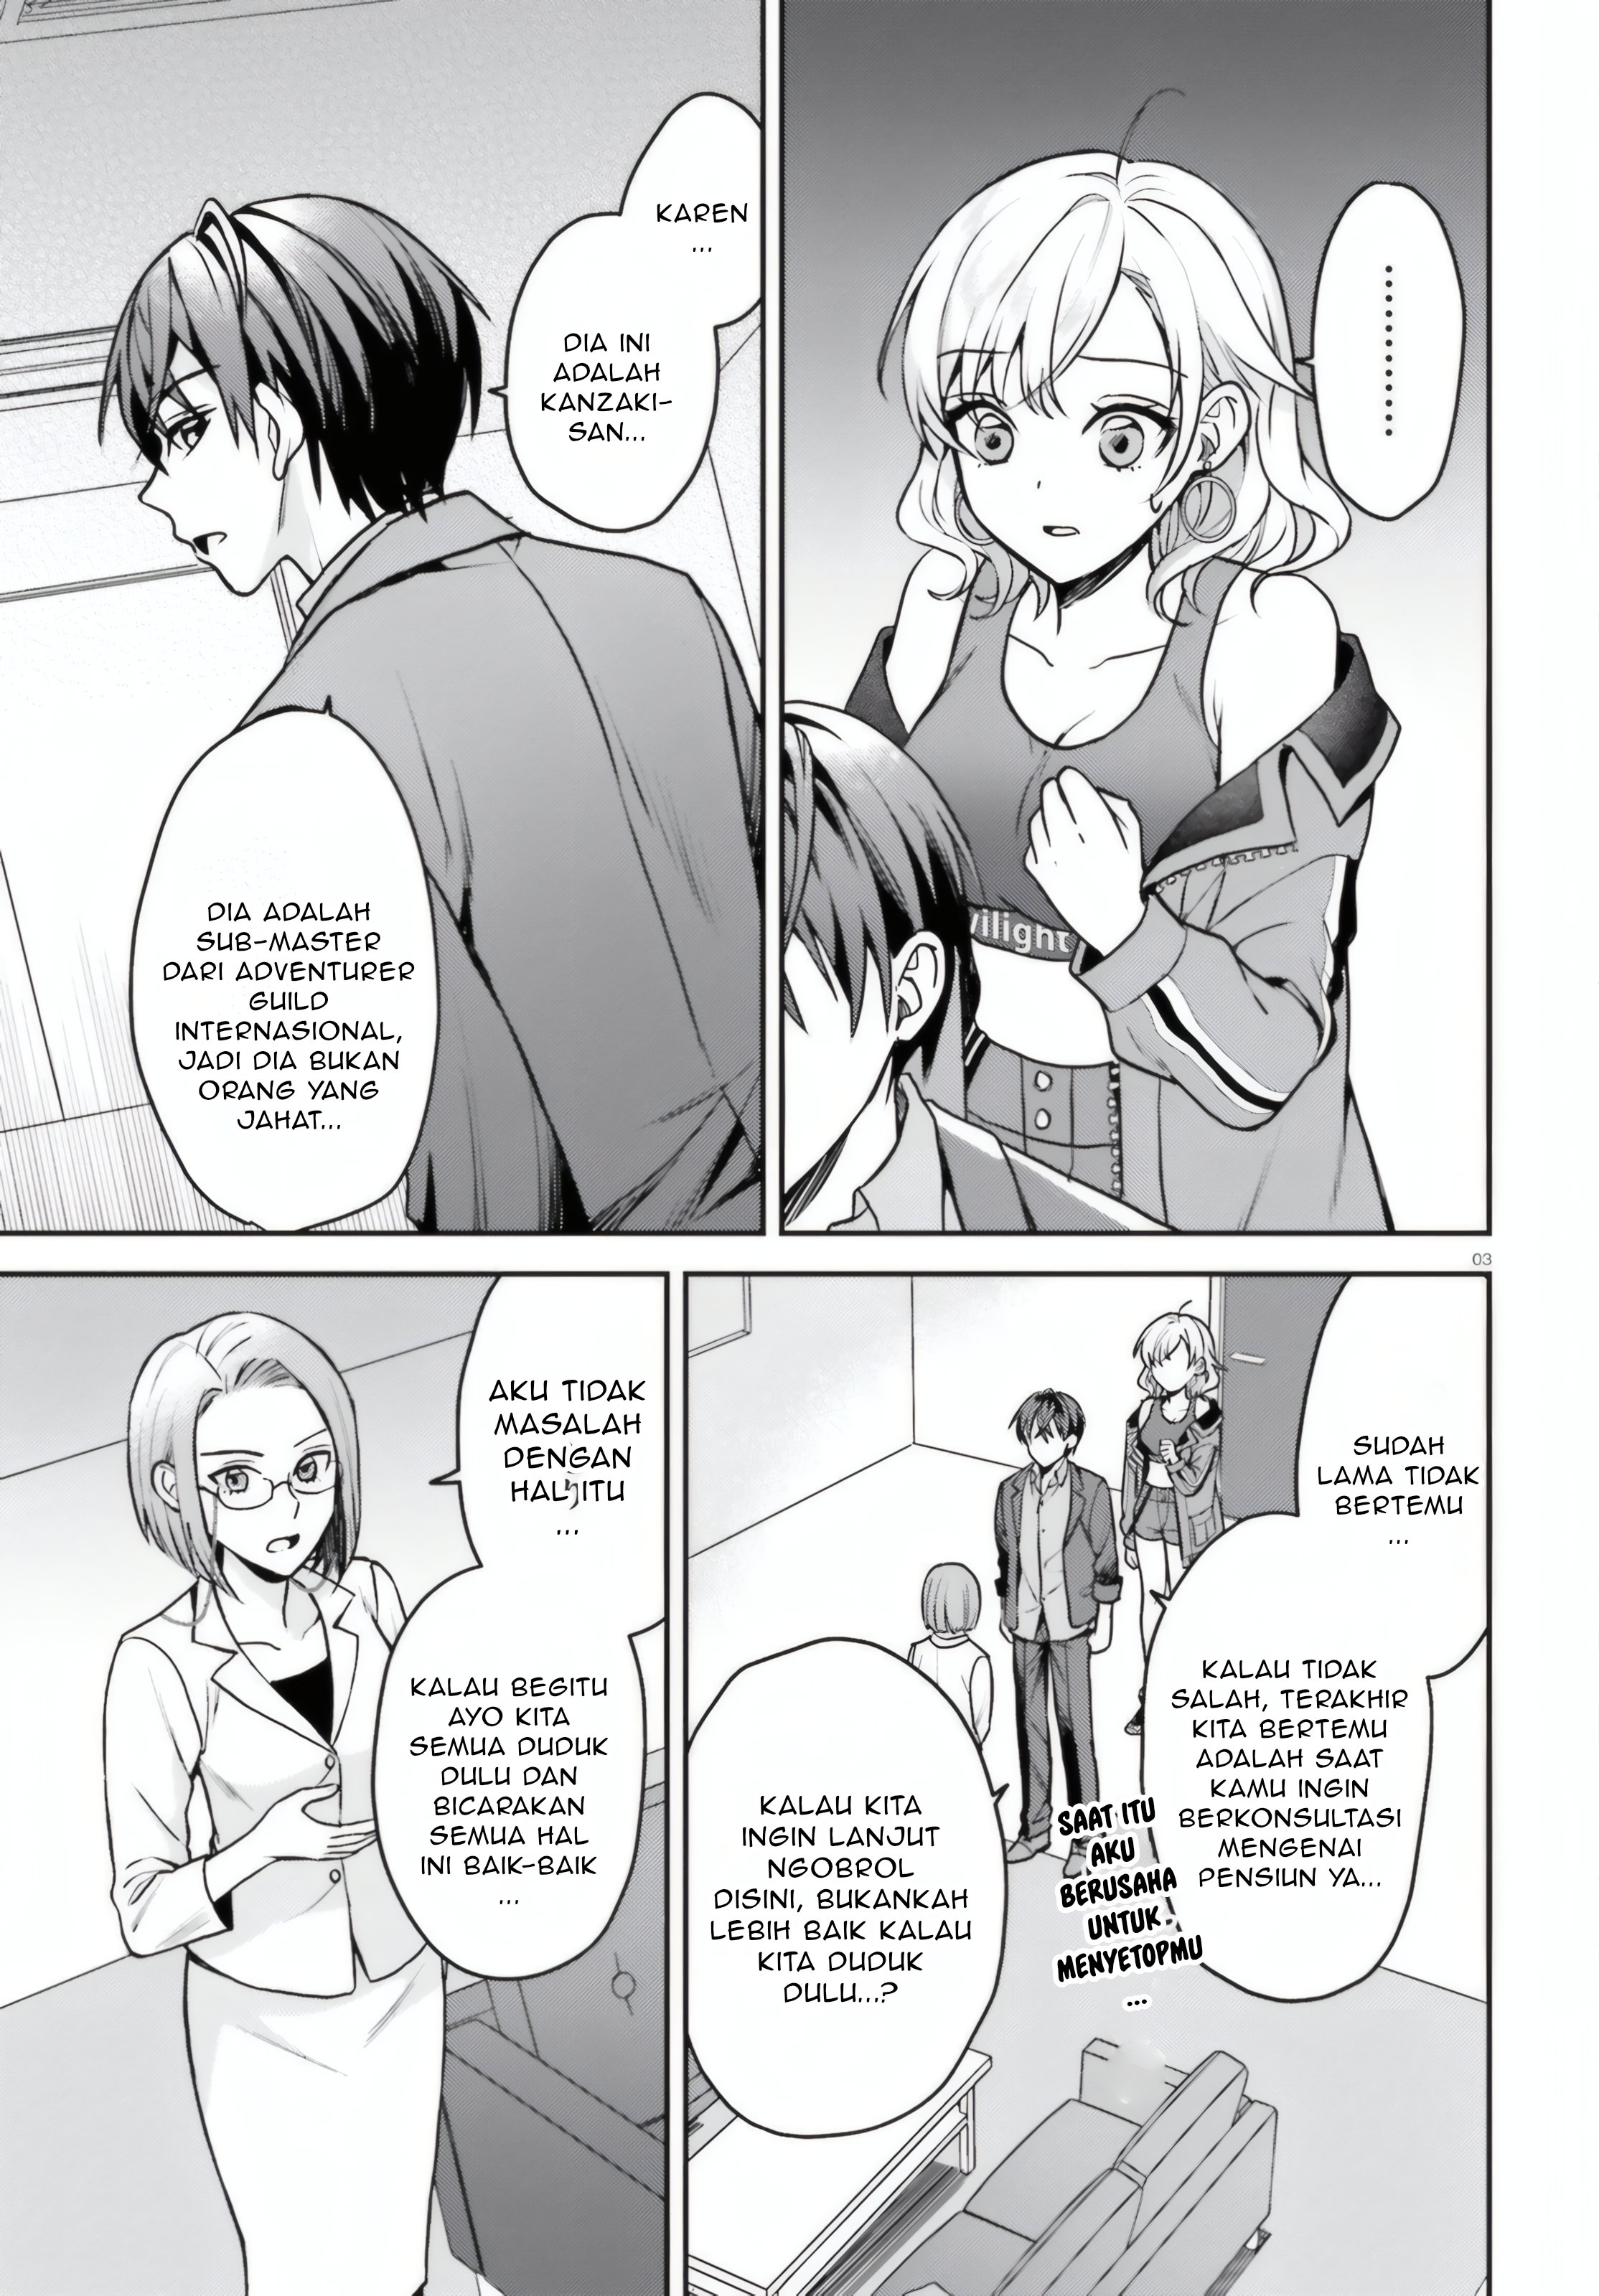 …………
vilight
KAREN
...
DIA INI
ADALAH
KANZAKI-
SAN...
DIA ADALAH
SUB-MASTER
DARI ADVENTURER
GUILD
INTERNASIONAL,
JADI DIA BUKAN
ORANG YANG
JAHAT...
03
SUDAH
LAMA TIDAK
BERTEMU
...
KALAU TIDAK
SALAH, TERAKHIR
KITA BERTEMU
ADALAH SAAT
KAMU INGIN
BERKONSULTASI
MENGENAI
PENSIUN YA...
SAAT ITU
AKU
BERUSAHA
UNTUK
MENYETOPMU
...
KALAU KITA
INGIN LANJUT
NGOBROL
DISINI, BUKANKAH
LEBIH BAIK KALAU
KITA DUDUK
DULU...?
AKU TIDAK
MASALAH
DENGAN
HAL ITU
...
KALAU BEGITU
AYO KITA
SEMUA DUDUK
DULU DAN
BICARAKAN
SEMUA HAL
INI BAIK-BAIK
...